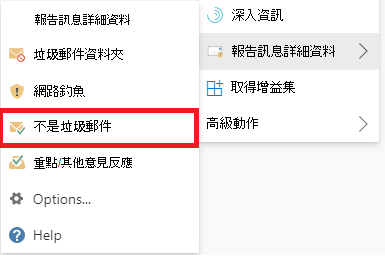 報告訊息詳細資料
垃圾郵件資料夾
網路釣魚
不是垃圾郵件
重點/其他意見反應
Options...
Help
深入資訊
報告訊息詳細資料
取得增益集
高級動作